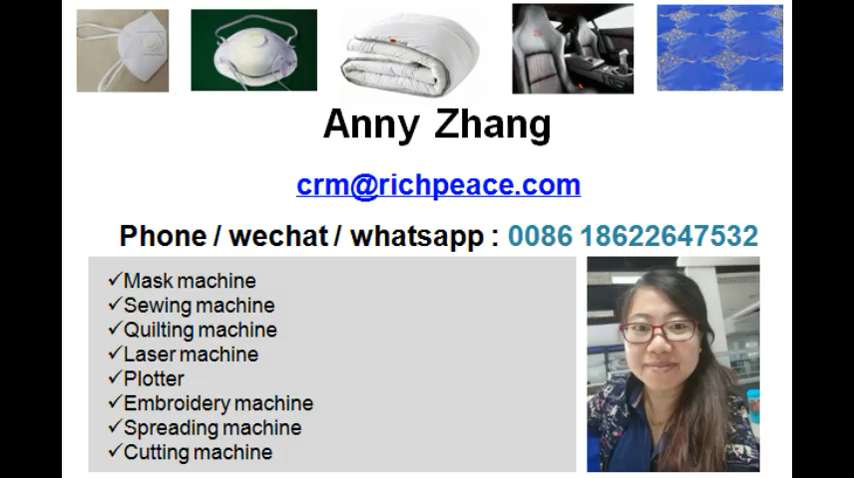 Anny Zhang
crm@richpeace.com
Phone / wechat / whatsapp : 0086 18622647532
✓Mask machine
✓Sewing machine
✓Quilting machine
✓Laser machine
✓Plotter
✓Embroidery machine
✓Spreading machine
✓Cutting machine